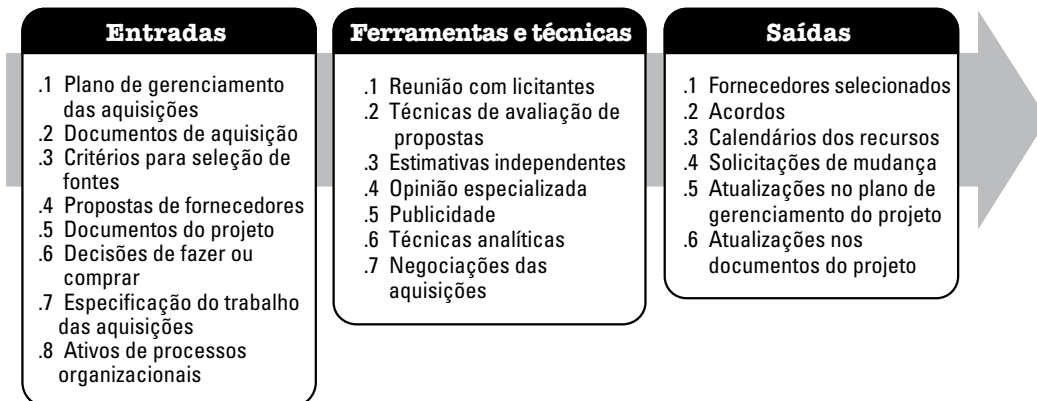 Entradas
.1 Plano de gerenciamento
das aquisições
.2 Documentos de aquisição
.3 Critérios para seleção de
fontes
.4 Propostas de fornecedores
.5 Documentos do projeto
.6 Decisões de fazer ou
comprar
.7 Especificação do trabalho
das aquisições
.8 Ativos de processos
organizacionais
Ferramentas e técnicas
.1 Reunião com licitantes
.2 Técnicas de avaliação de
propostas
.3 Estimativas independentes
.4 Opinião especializada
.5 Publicidade
.6 Técnicas analíticas
.7 Negociações das
aquisições
Saídas
.1 Fornecedores selecionados
.2 Acordos
.3 Calendários dos recursos
.4 Solicitações de mudança
.5 Atualizações no plano de
gerenciamento do projeto
.6 Atualizações nos
documentos do projeto